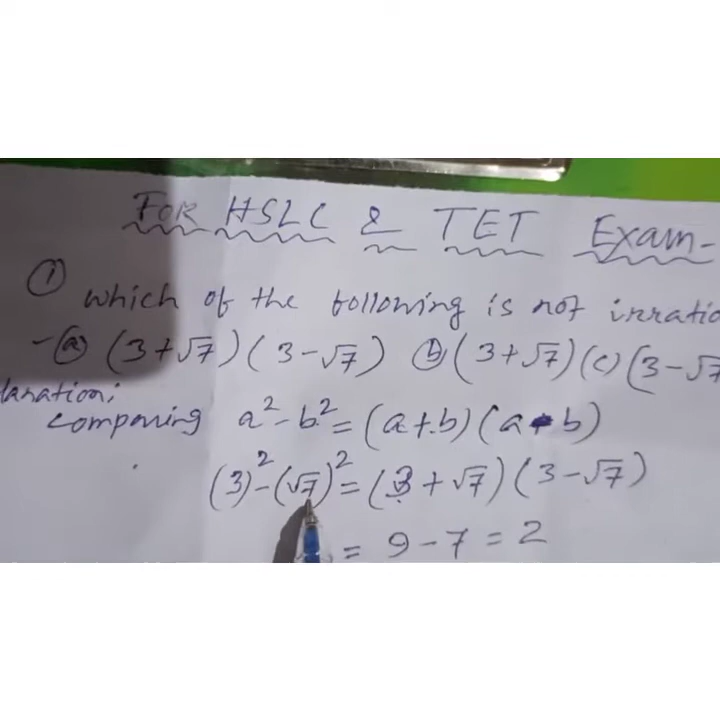 FOR HSLC & TET Exam-
① which of the following is not irratio
-ⓐ (3+√7)(3-√7) ⓑ (3+√7) (c) (3-√7
lanation;
comparing a²-b²=(a+b)(a-b)
(3)²-(√7)²=(3+√7)(3-√7)
= 9-7=2